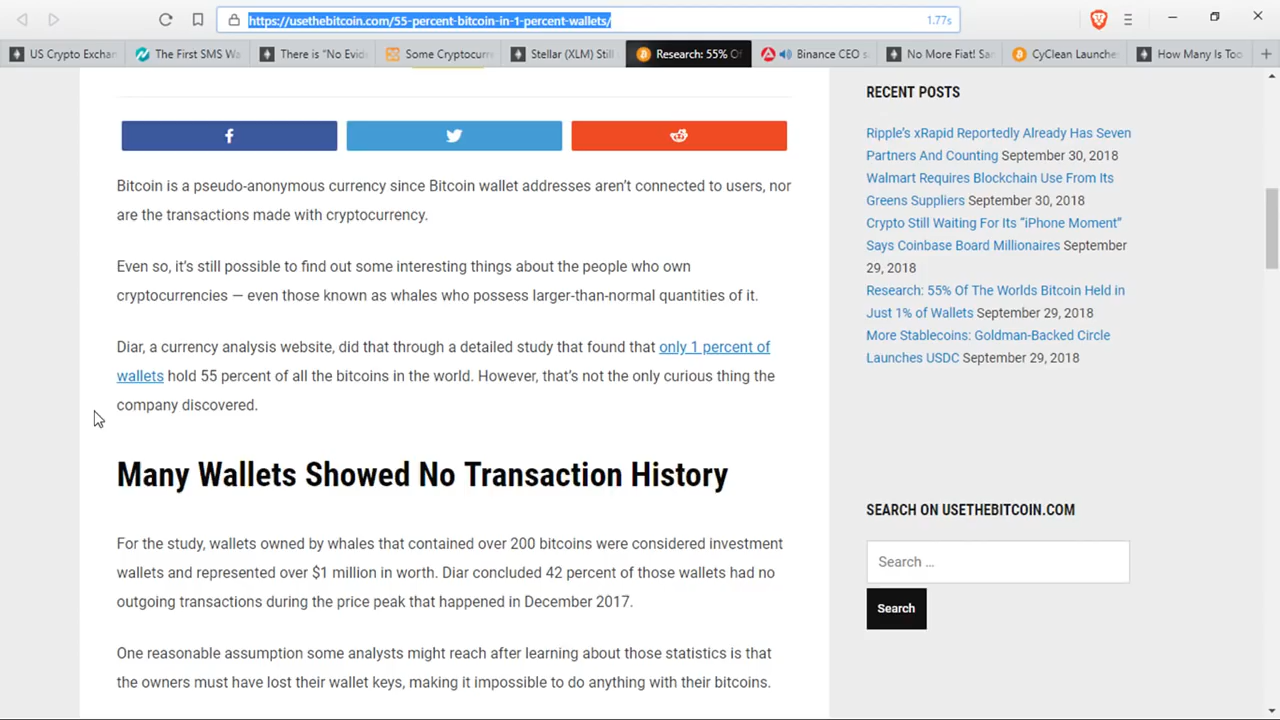 https://usethebitcoin.com/55-percent-bitcoin-in-1-percent-wallets/
1.77s
US Crypto Exchan
The First SMS Wa
There is “No Evid
Some Cryptocurr
Stellar (XLM) Still
Research: 55% Of
Binance CEO s
No More Fiat! Sa
CyClean Launche
How Many Is Too
Bitcoin is a pseudo-anonymous currency since Bitcoin wallet addresses aren’t connected to users, nor
are the transactions made with cryptocurrency.
Even so, it’s still possible to find out some interesting things about the people who own
cryptocurrencies — even those known as whales who possess larger-than-normal quantities of it.
Diar, a currency analysis website, did that through a detailed study that found that only 1 percent of
wallets hold 55 percent of all the bitcoins in the world. However, that’s not the only curious thing the
company discovered.
Many Wallets Showed No Transaction History
For the study, wallets owned by whales that contained over 200 bitcoins were considered investment
wallets and represented over $1 million in worth. Diar concluded 42 percent of those wallets had no
outgoing transactions during the price peak that happened in December 2017.
One reasonable assumption some analysts might reach after learning about those statistics is that
the owners must have lost their wallet keys, making it impossible to do anything with their bitcoins.
RECENT POSTS
Ripple’s xRapid Reportedly Already Has Seven
Partners And Counting September 30, 2018
Walmart Requires Blockchain Use From Its
Greens Suppliers September 30, 2018
Crypto Still Waiting For Its “iPhone Moment”
Says Coinbase Board Millionaires September
29, 2018
Research: 55% Of The Worlds Bitcoin Held in
Just 1% of Wallets September 29, 2018
More Stablecoins: Goldman-Backed Circle
Launches USDC September 29, 2018
SEARCH ON USETHEBITCOIN.COM
Search …
Search